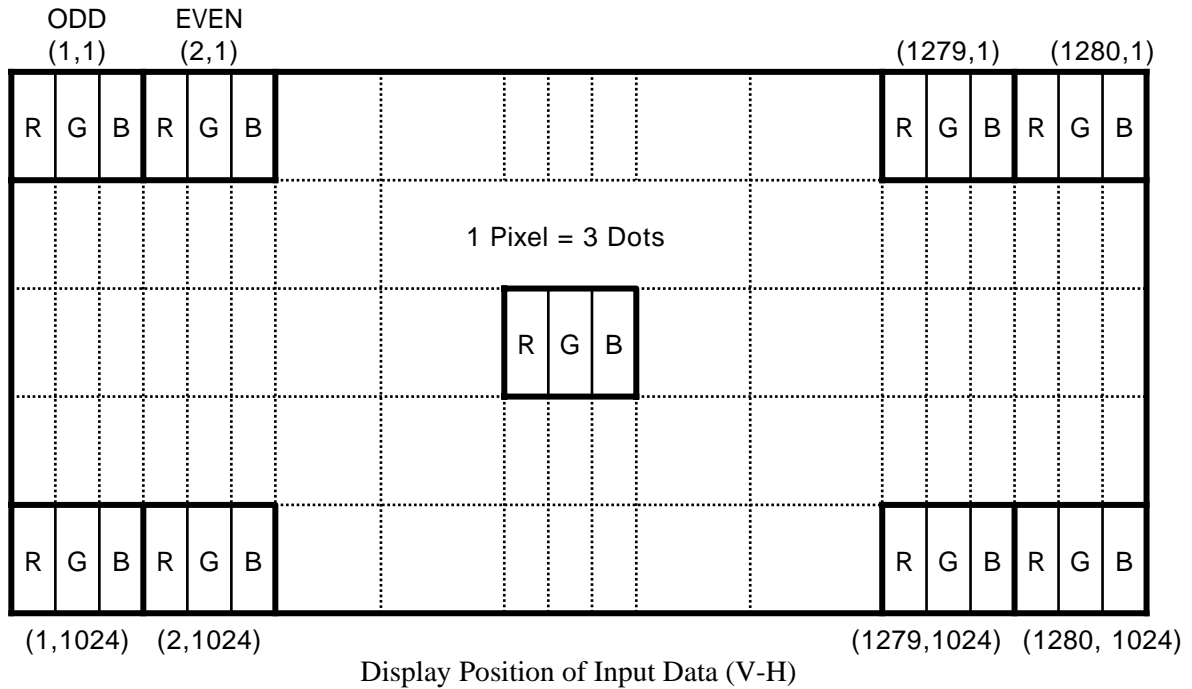 ODD EVEN
(1,1) (2,1) (1279,1) (1280,1)
R G B R G B R G B R G B
1 Pixel = 3 Dots
R G B
R G B R G B R G B R G B
(1,1024) (2,1024) (1279,1024) (1280, 1024)
Display Position of Input Data (V-H)